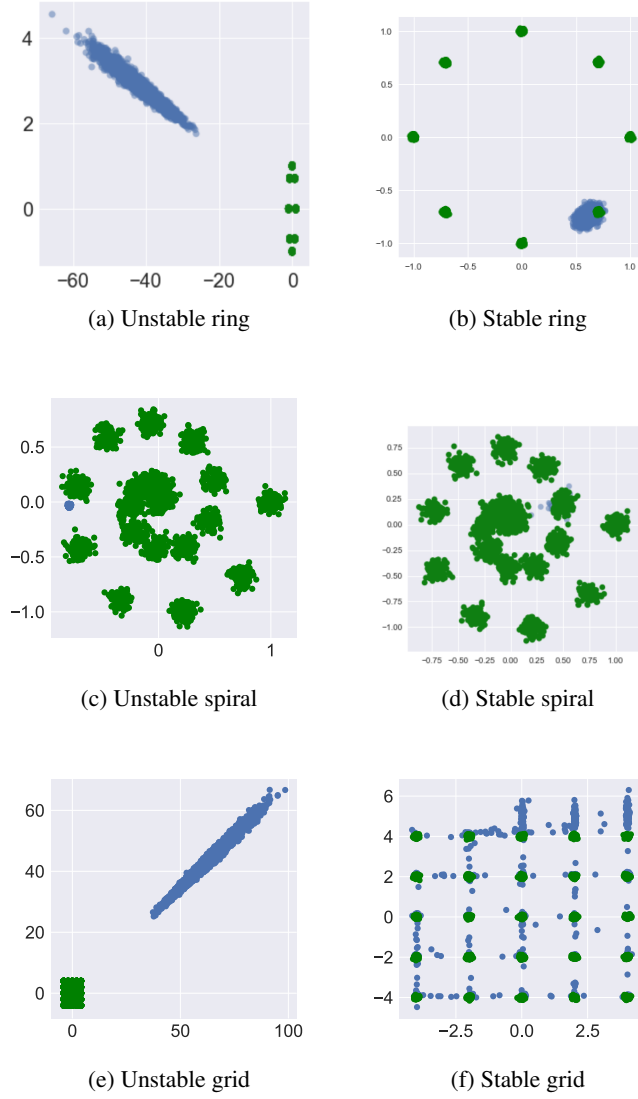 4
2
0
−60 −40 −20 0
(a) Unstable ring
1.0
0.5
0.0
−0.5
−1.0
−1.0 −0.5 0.0 0.5 1.0
(b) Stable ring
0.5
0.0
−0.5
−1.0
0 1
(c) Unstable spiral
0.75
0.50
0.25
0.00
−0.25
−0.50
−0.75
−1.00
−0.75 −0.50 −0.25 0.00 0.25 0.50 0.75 1.00
(d) Stable spiral
60
40
20
0
0 50 100
(e) Unstable grid
6
4
2
0
−2
−4
−2.5 0.0 2.5
(f) Stable grid